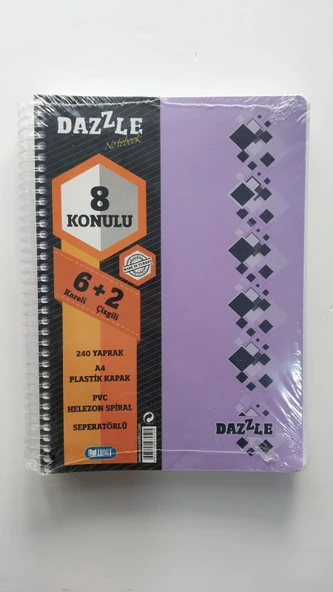 DAZZLE
Notebook
8
KONULU
6+2
Kareli Çizgili
240 YAPRAK
A4
PLASTİK KAPAK
PVC
HELEZON SPİRAL
SEPERATÖRLÜ
DAZZLE